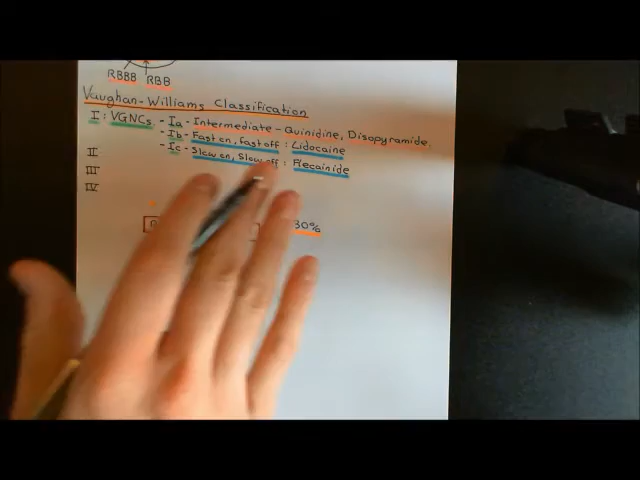 RBBB RBB
Vaughan-Williams Classification
I: VGNCs - Ia - Intermediate - Quinidine, Disopyramide.
- Ib - Fast on, fast off: Lidocaine
- Ic - Slow on, Slow off: Flecainide
II
III
IV
30%